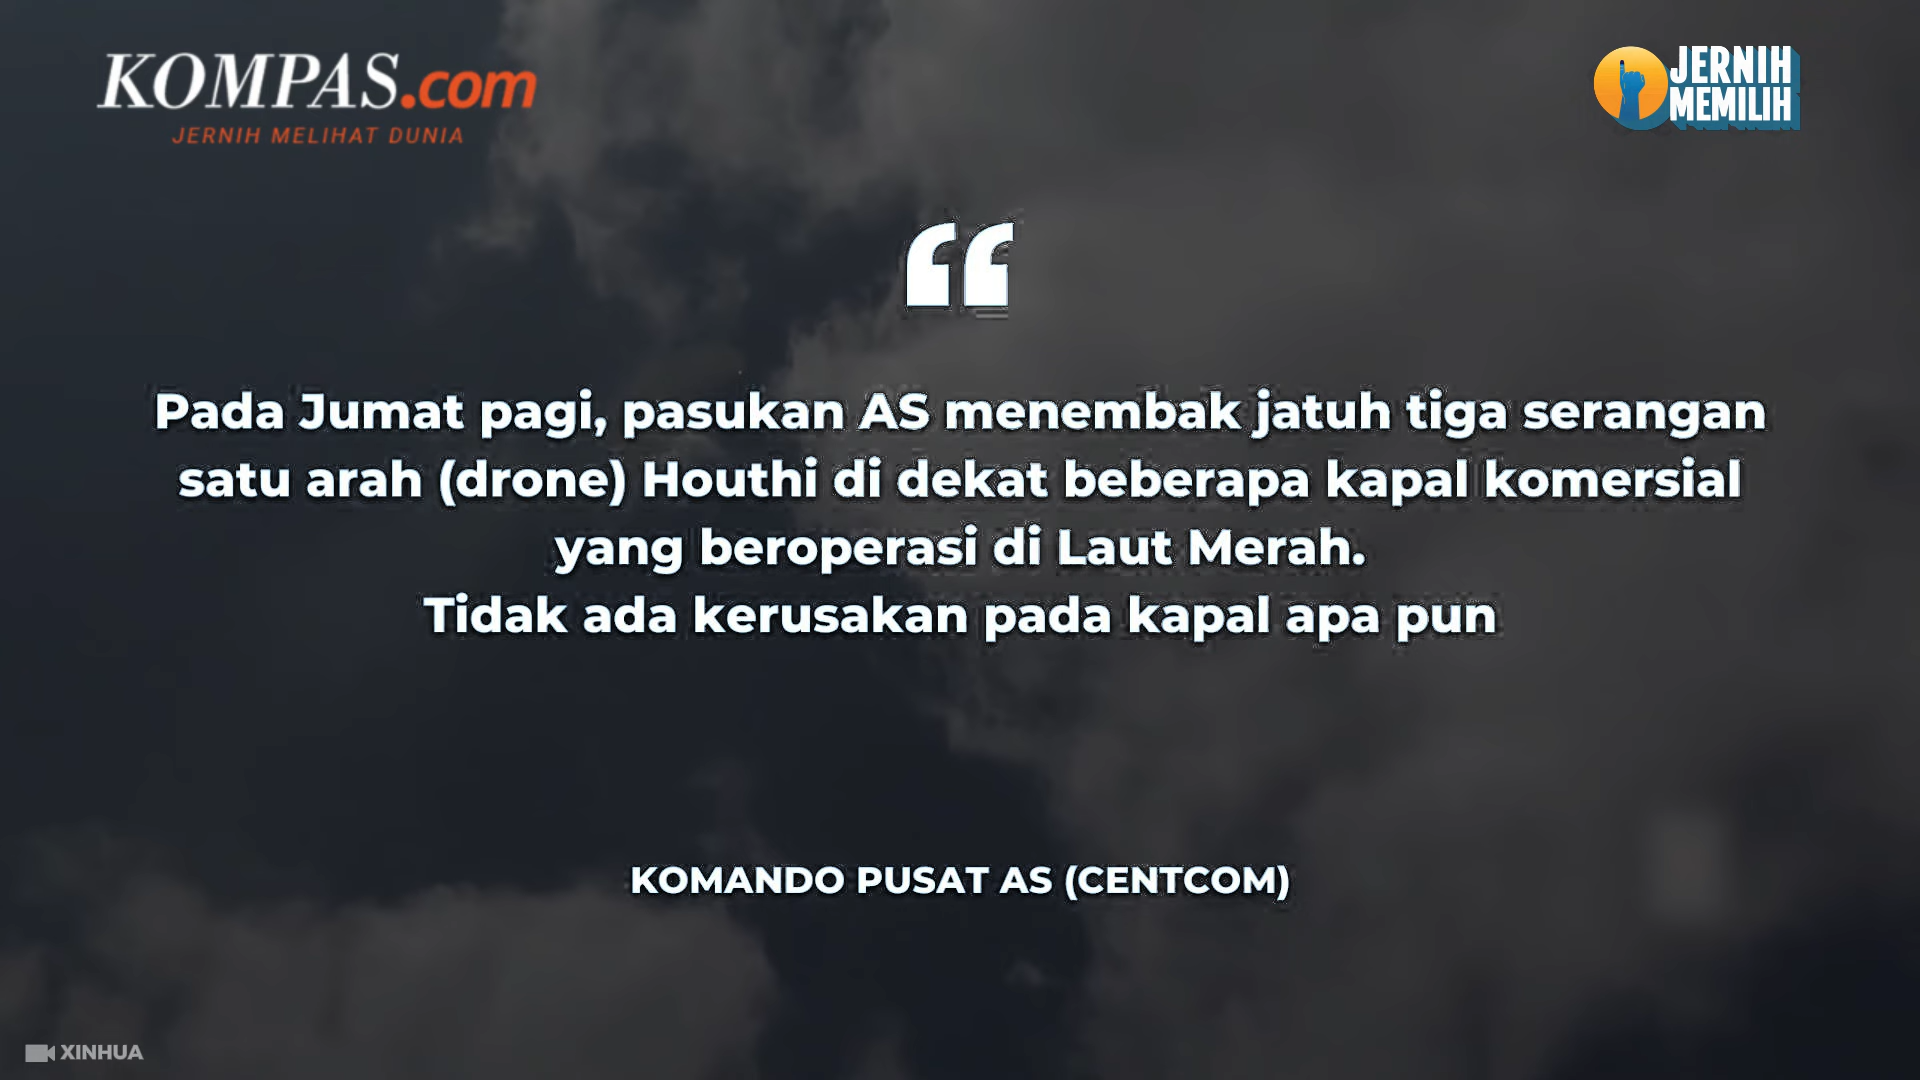 KOMPAS.com
JERNIH MELIHAT DUNIA
JERNIH
MEMILIH
“
Pada Jumat pagi, pasukan AS menembak jatuh tiga serangan
satu arah (drone) Houthi di dekat beberapa kapal komersial
yang beroperasi di Laut Merah.
Tidak ada kerusakan pada kapal apa pun
KOMANDO PUSAT AS (CENTCOM)
XINHUA